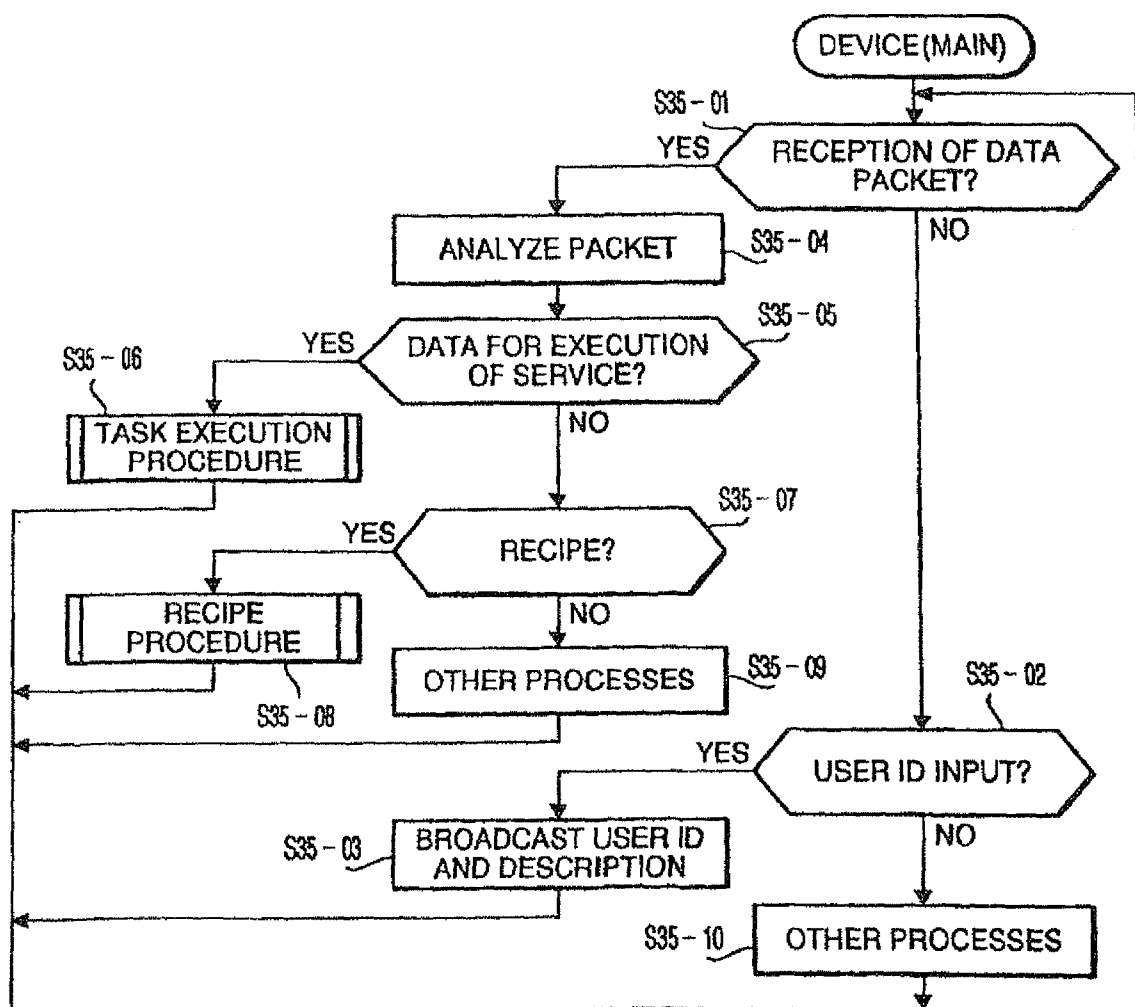 DEVICE(MAIN)
S35-01
YES
RECEPTION OF DATA
PACKET?
NO
ANALYZE PACKET
S35-04
S35-05
YES
DATA FOR EXECUTION
OF SERVICE?
NO
S35-06
TASK EXECUTION
PROCEDURE
S35-07
YES
RECIPE?
NO
RECIPE
PROCEDURE
S35-08
OTHER PROCESSES
S35-09
S35-02
YES
USER ID INPUT?
NO
S35-03
BROADCAST USER ID
AND DESCRIPTION
S35-10
OTHER PROCESSES